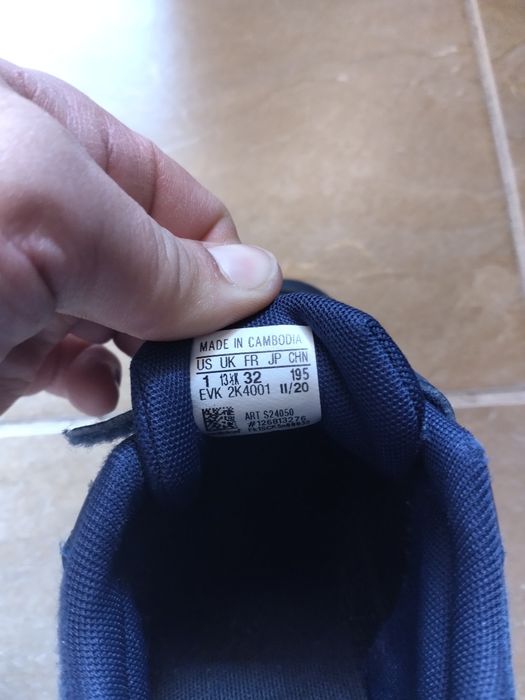 MADE IN CAMBODIA
US UK FR JP CHN
1 13½K 32 195
EVK 2K4001 11/20
ART S24050
#126813276